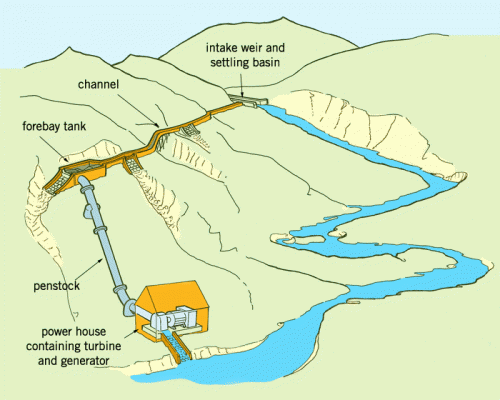 intake weir and
settling basin
channel
forebay tank
penstock
power house
containing turbine
and generator